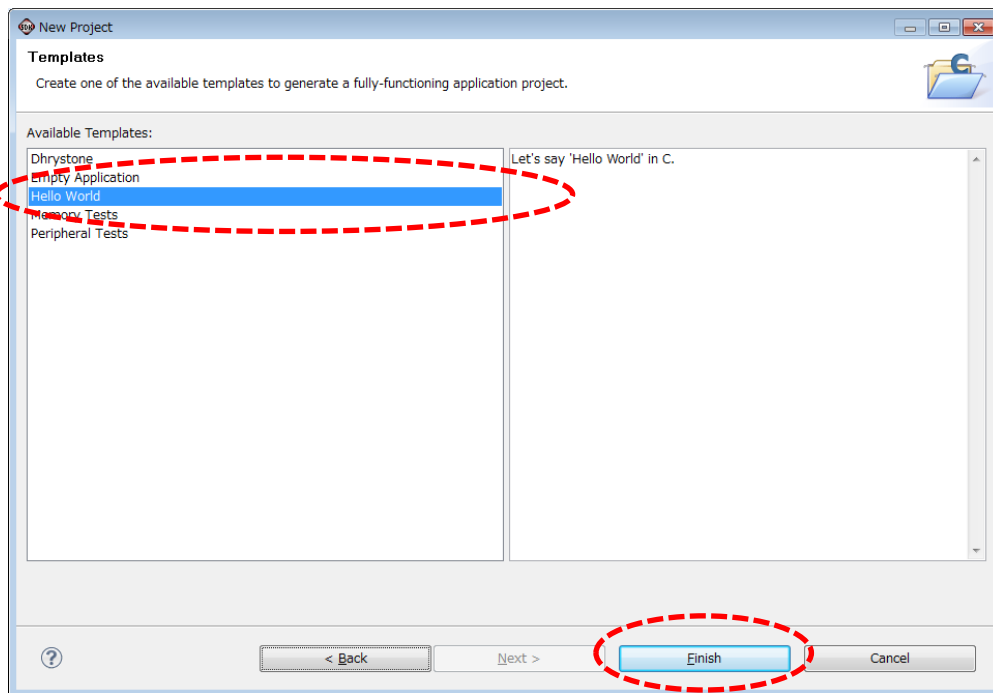 SDK New Project
Templates
Create one of the available templates to generate a fully-functioning application project.
C
Available Templates:
Dhrystone
Empty Application
Hello World
Memory Tests
Peripheral Tests
Let's say 'Hello World' in C.
?
< Back
Next >
Finish
Cancel